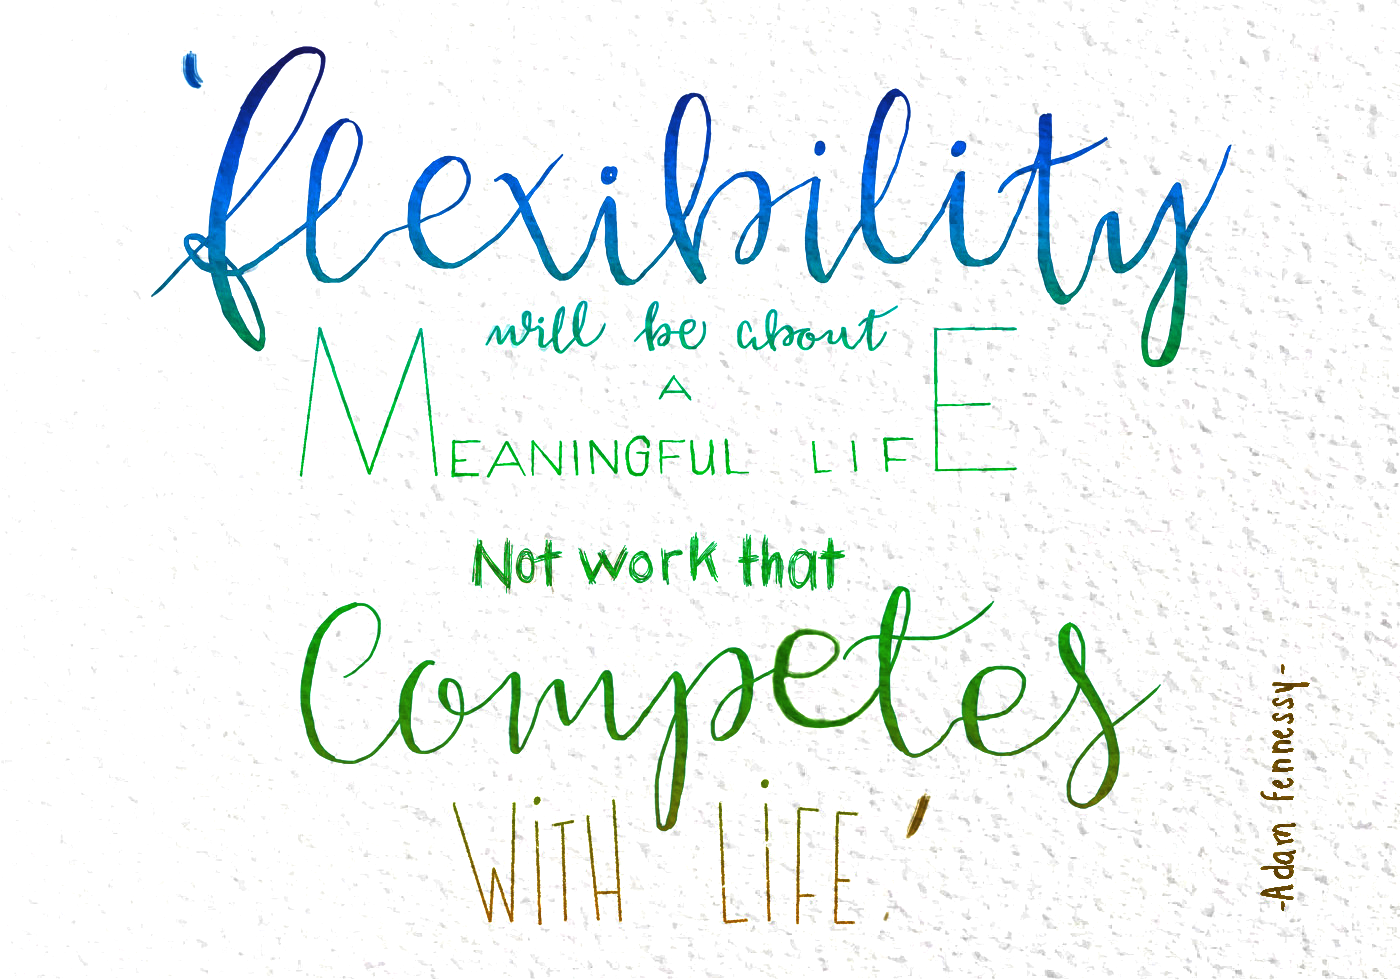 'flexibility
will be about
A
MEANINGFUL LIFE
Not work that
Competes
WiTH LiFE.'
-Adam Fennessy-